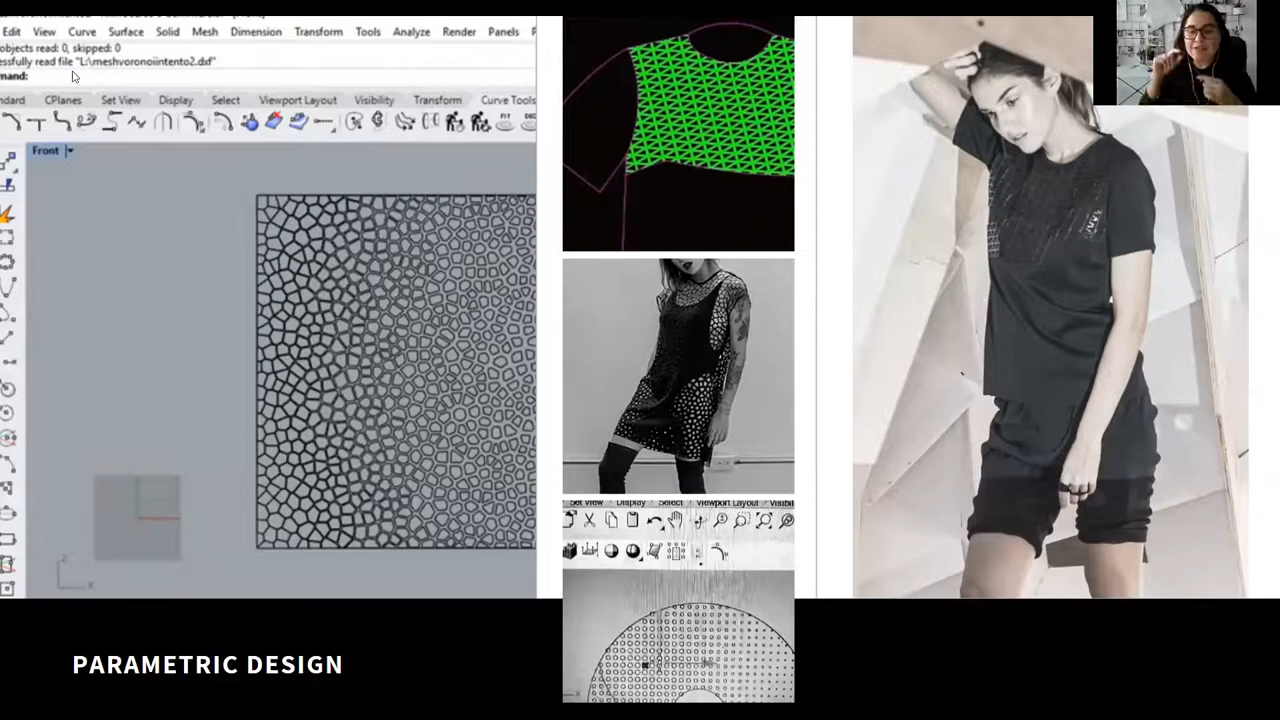 Edit View Curve Surface Solid Mesh Dimension Transform Tools Analyze Render Panels
objects read: 0, skipped: 0
essfully read file "L:\meshvoronoiintento2.dxf"
mand:
ndard CPlanes Set View Display Select Viewport Layout Visibility Transform Curve Tools
Front
Set View Display Select Viewport Layout Visibil
PARAMETRIC DESIGN